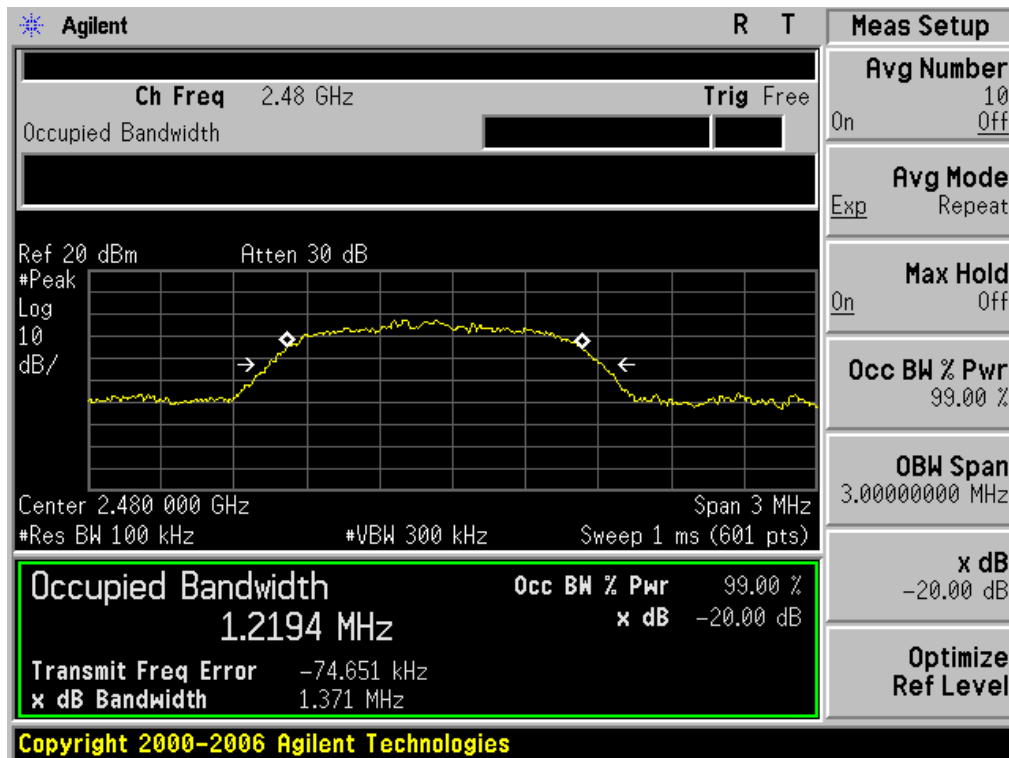 Agilent R T
Ch Freq 2.48 GHz Trig Free
Occupied Bandwidth
Ref 20 dBm Atten 30 dB
#Peak
Log
10
dB/
Center 2.480 000 GHz Span 3 MHz
#Res BW 100 kHz #VBW 300 kHz Sweep 1 ms (601 pts)
Occupied Bandwidth Occ BW % Pwr 99.00 %
1.2194 MHz x dB -20.00 dB
Transmit Freq Error -74.651 kHz
x dB Bandwidth 1.371 MHz
Copyright 2000-2006 Agilent Technologies
Meas Setup
Avg Number
10
On Off
Avg Mode
Exp Repeat
Max Hold
On Off
Occ BW % Pwr
99.00 %
OBW Span
3.00000000 MHz
x dB
-20.00 dB
Optimize
Ref Level